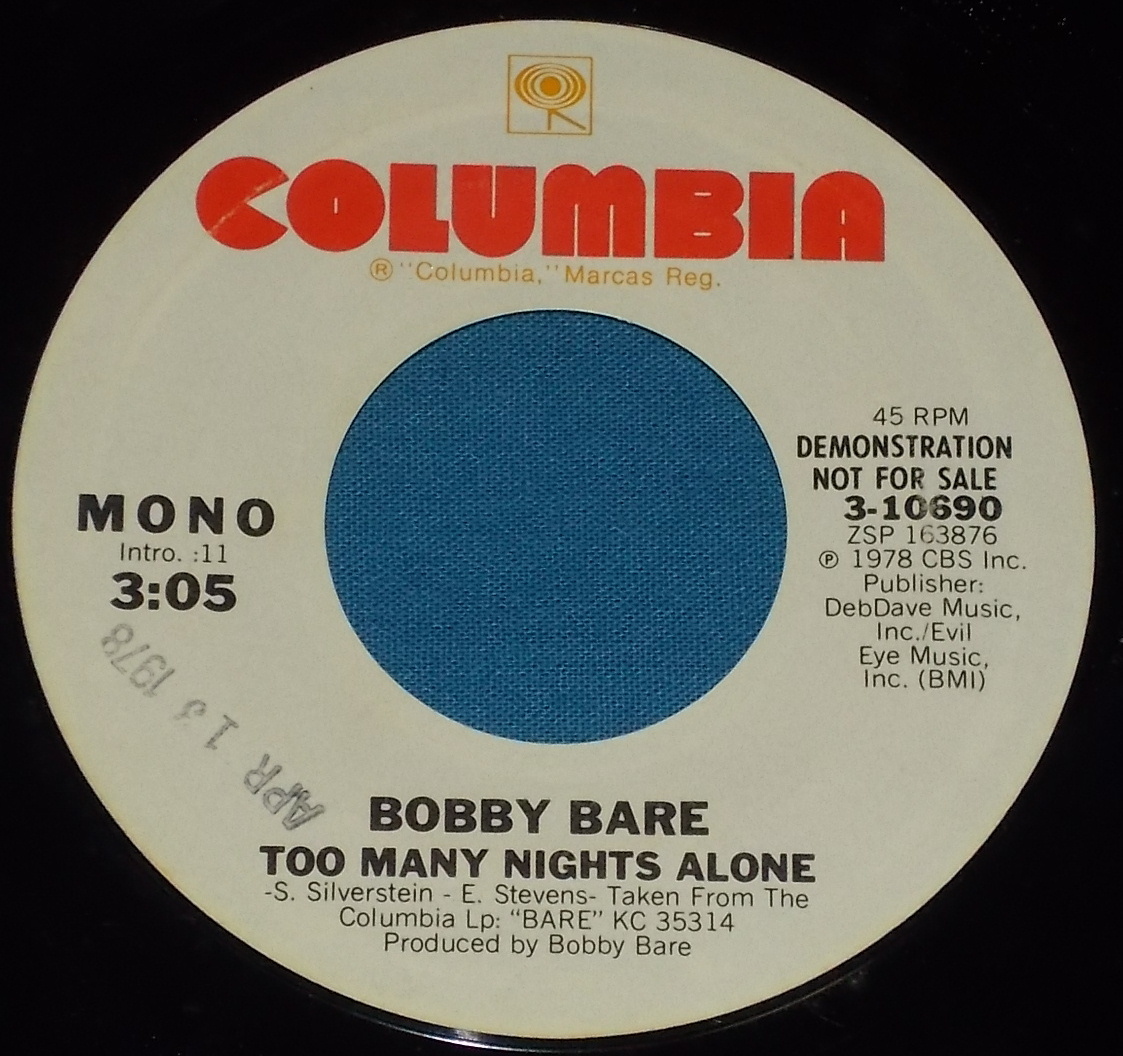 COLUMBIA
® "Columbia," Marcas Reg.
45 RPM
DEMONSTRATION
NOT FOR SALE
3-10690
ZSP 163876
℗ 1978 CBS Inc.
Publisher:
DebDave Music,
Inc./Evil
Eye Music,
Inc. (BMI)
MONO
Intro. :11
3:05
APR 13 1978
BOBBY BARE
TOO MANY NIGHTS ALONE
-S. Silverstein - E. Stevens- Taken From The
Columbia Lp: "BARE" KC 35314
Produced by Bobby Bare